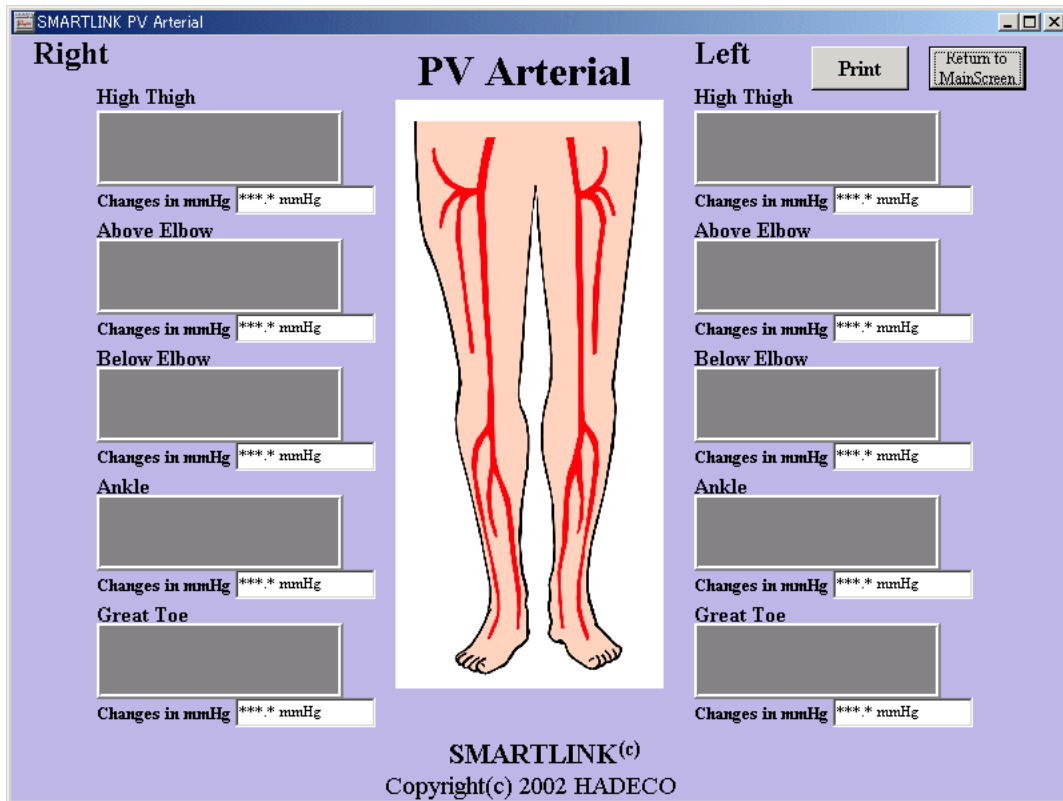 SMARTLINK PV Arterial
Right
PV Arterial
Left
Print
Return to
MainScreen
High Thigh
Changes in mmHg ***.* mmHg
Above Elbow
Changes in mmHg ***.* mmHg
Below Elbow
Changes in mmHg ***.* mmHg
Ankle
Changes in mmHg ***.* mmHg
Great Toe
Changes in mmHg ***.* mmHg
High Thigh
Changes in mmHg ***.* mmHg
Above Elbow
Changes in mmHg ***.* mmHg
Below Elbow
Changes in mmHg ***.* mmHg
Ankle
Changes in mmHg ***.* mmHg
Great Toe
Changes in mmHg ***.* mmHg
SMARTLINK(c)
Copyright(c) 2002 HADECO